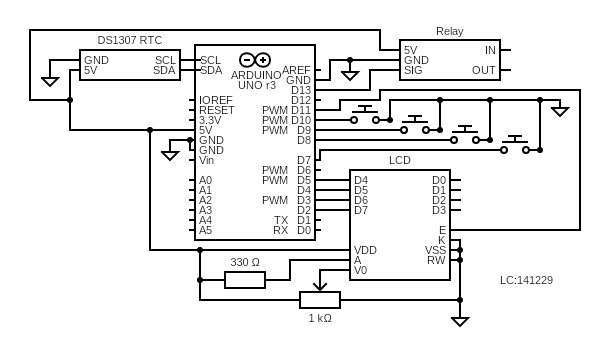 DS1307 RTC
GND
5V
SCL
SDA
SCL
SDA
ARDUINO
UNO r3
IOREF
RESET
3.3V
5V
GND
GND
Vin
A0
A1
A2
A3
A4
A5
AREF
GND
D13
D12
PWM D11
PWM D10
PWM D9
D8
D7
PWM D6
PWM D5
D4
PWM D3
D2
TX D1
RX D0
Relay
5V
GND
SIG
IN
OUT
LCD
D4
D5
D6
D7
VDD
A
V0
D0
D1
D2
D3
E
K
VSS
RW
330 Ω
1 kΩ
LC:141229